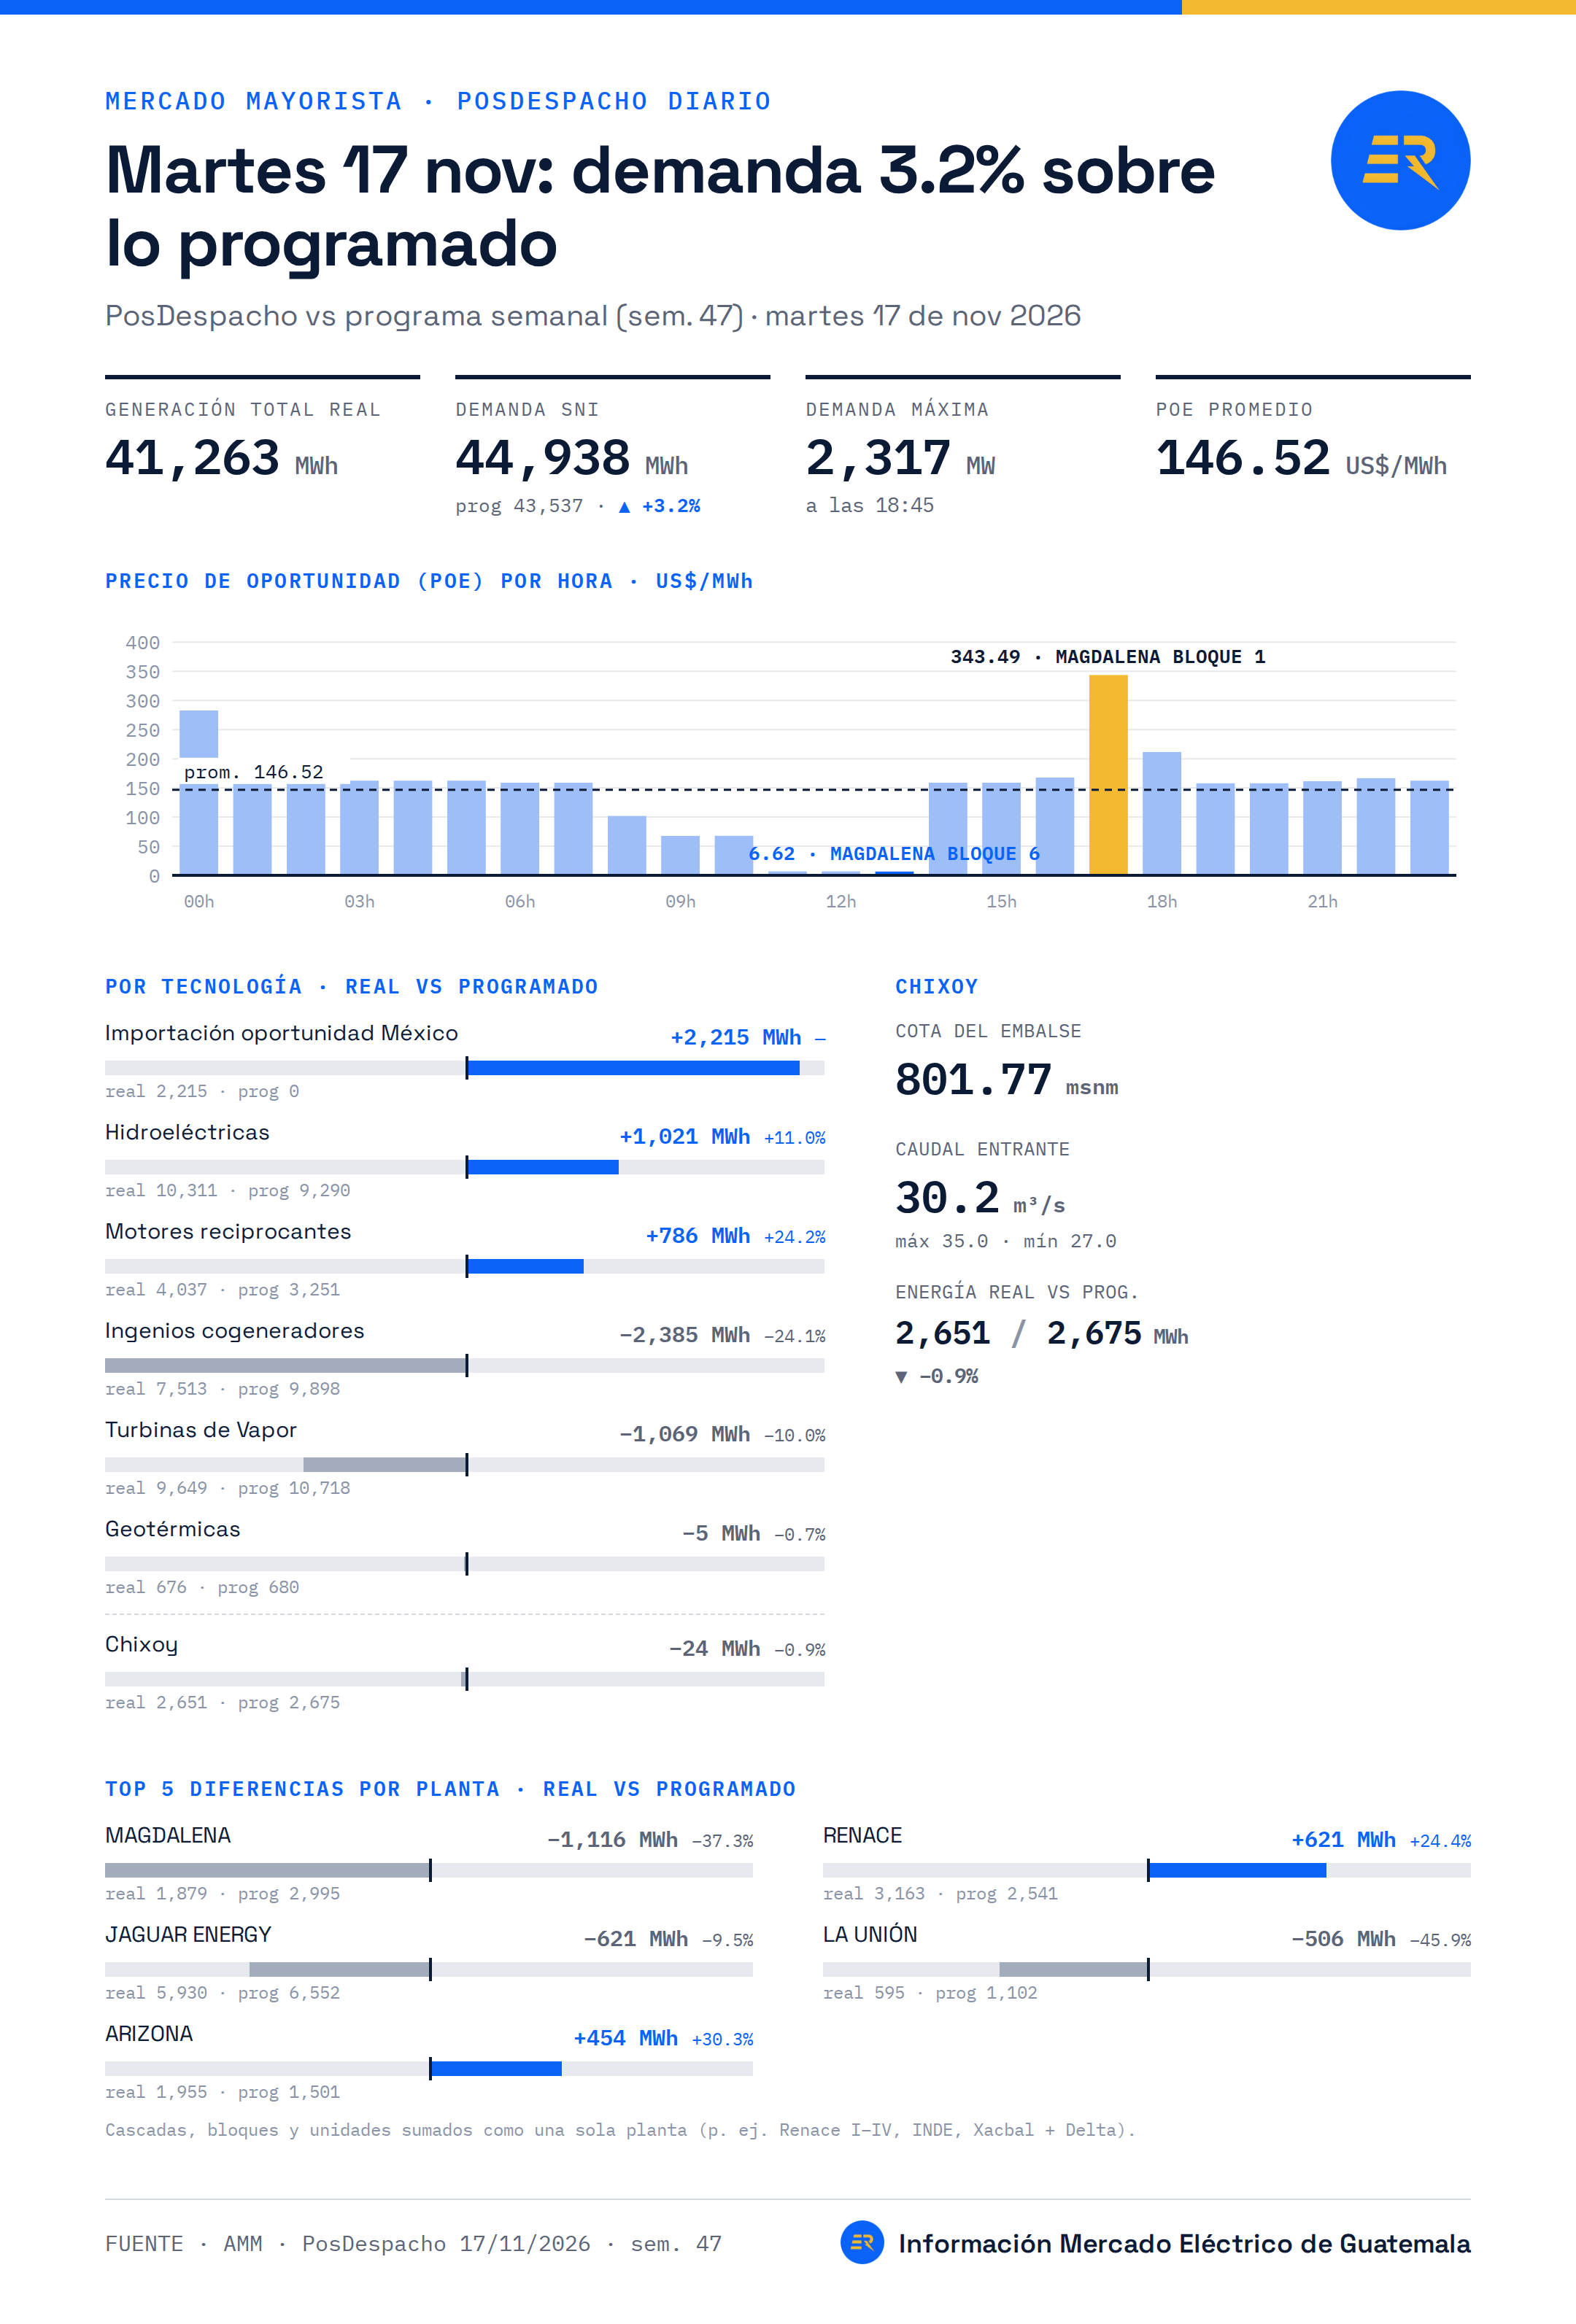 MERCADO MAYORISTA · POSDESPACHO DIARIO
Martes 17 nov: demanda 3.2% sobre
lo programado
PosDespacho vs programa semanal (sem. 47) · martes 17 de nov 2026
ER
GENERACIÓN TOTAL REAL
41,263 MWh
DEMANDA SNI
44,938 MWh
prog 43,537 · ▲ +3.2%
DEMANDA MÁXIMA
2,317 MW
a las 18:45
POE PROMEDIO
146.52 US$/MWh
PRECIO DE OPORTUNIDAD (POE) POR HORA · US$/MWh
400
350
300
250
200
150
100
50
0
343.49 · MAGDALENA BLOQUE 1
prom. 146.52
6.62 · MAGDALENA BLOQUE 6
00h 03h 06h 09h 12h 15h 18h 21h
POR TECNOLOGÍA · REAL VS PROGRAMADO
Importación oportunidad México +2,215 MWh —
real 2,215 · prog 0
Hidroeléctricas +1,021 MWh +11.0%
real 10,311 · prog 9,290
Motores reciprocantes +786 MWh +24.2%
real 4,037 · prog 3,251
Ingenios cogeneradores −2,385 MWh −24.1%
real 7,513 · prog 9,898
Turbinas de Vapor −1,069 MWh −10.0%
real 9,649 · prog 10,718
Geotérmicas −5 MWh −0.7%
real 676 · prog 680
Chixoy −24 MWh −0.9%
real 2,651 · prog 2,675
CHIXOY
COTA DEL EMBALSE
801.77 msnm
CAUDAL ENTRANTE
30.2 m³/s
máx 35.0 · mín 27.0
ENERGÍA REAL VS PROG.
2,651 / 2,675 MWh
▼ −0.9%
TOP 5 DIFERENCIAS POR PLANTA · REAL VS PROGRAMADO
MAGDALENA −1,116 MWh −37.3%
real 1,879 · prog 2,995
RENACE +621 MWh +24.4%
real 3,163 · prog 2,541
JAGUAR ENERGY −621 MWh −9.5%
real 5,930 · prog 6,552
LA UNIÓN −506 MWh −45.9%
real 595 · prog 1,102
ARIZONA +454 MWh +30.3%
real 1,955 · prog 1,501
Cascadas, bloques y unidades sumados como una sola planta (p. ej. Renace I–IV, INDE, Xacbal + Delta).
FUENTE · AMM · PosDespacho 17/11/2026 · sem. 47
ER Información Mercado Eléctrico de Guatemala